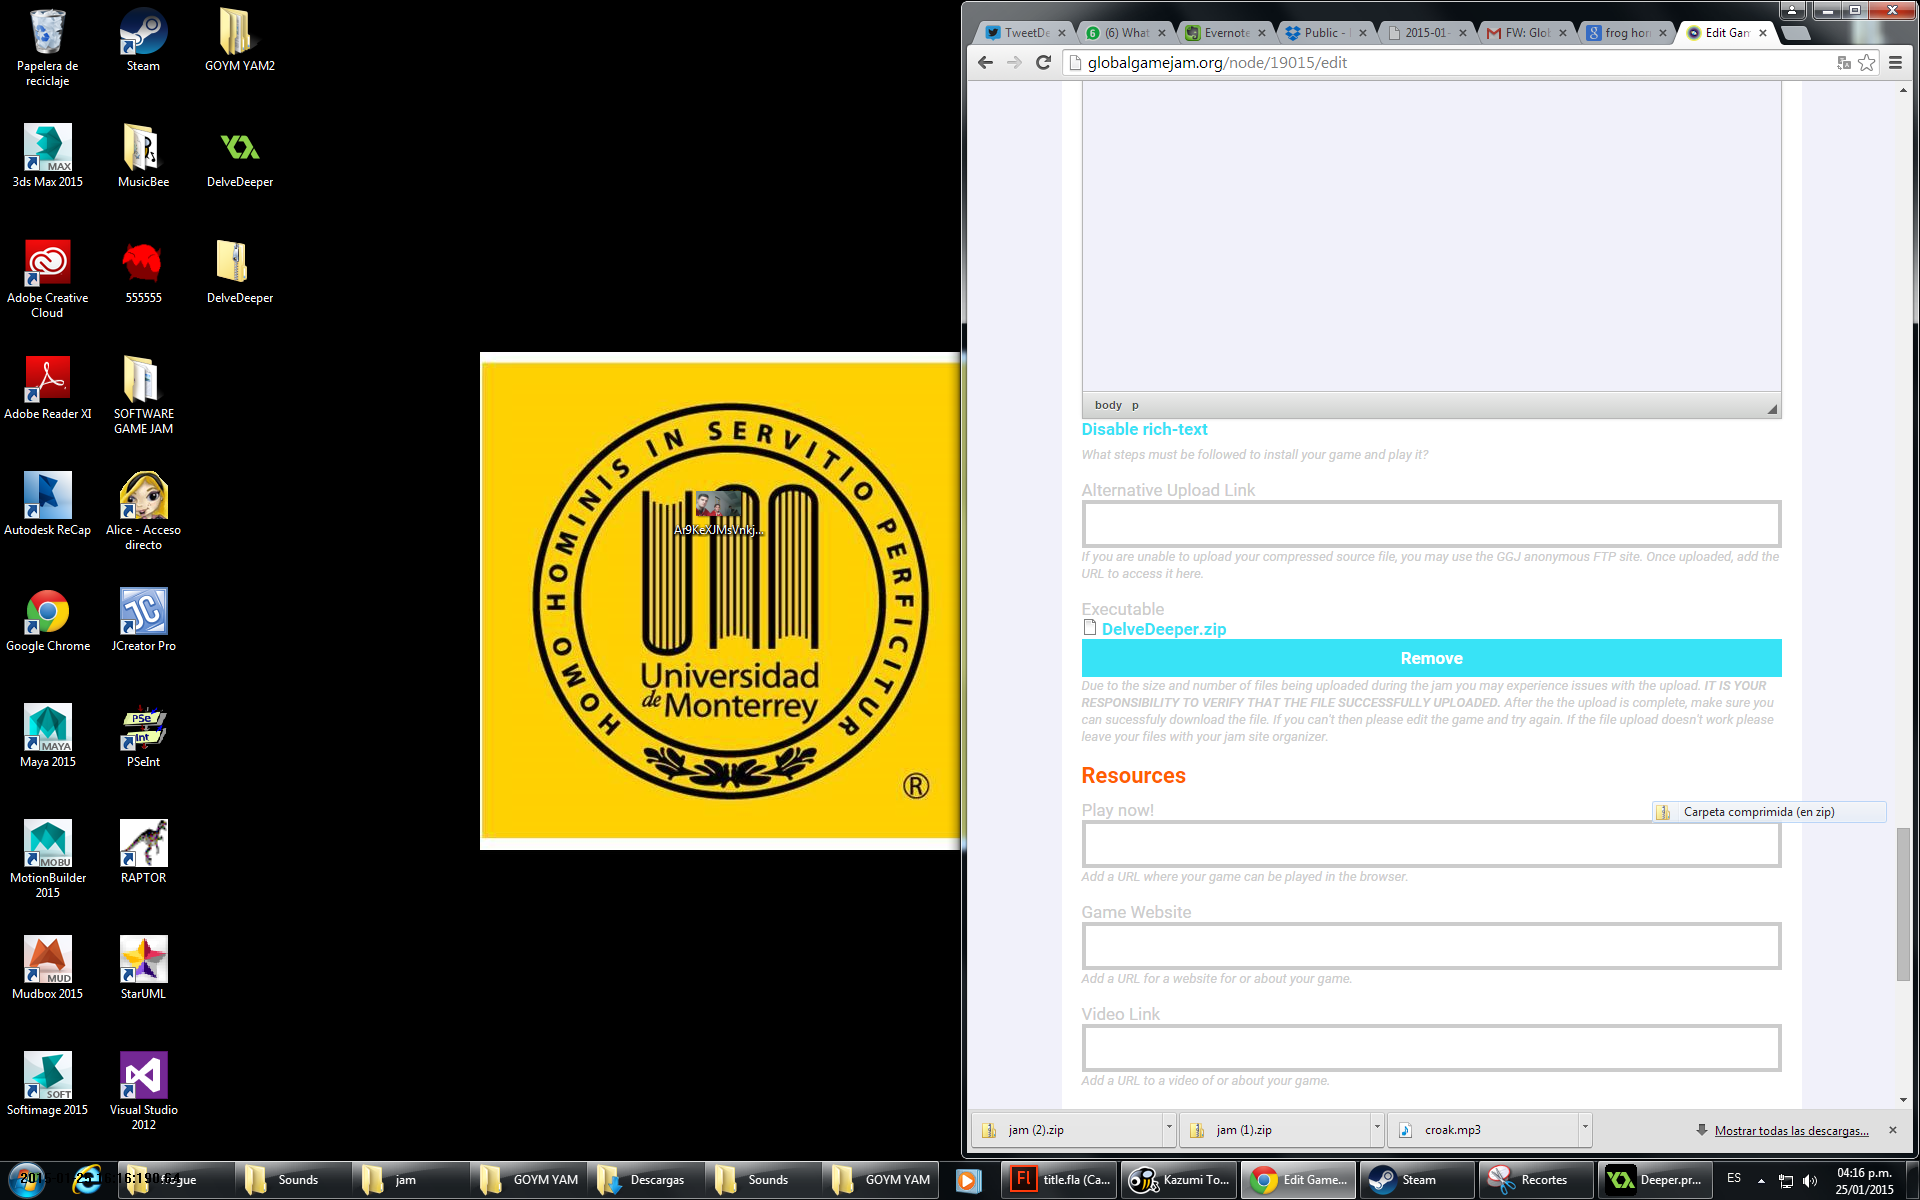 Papelera de
reciclaje
Steam
GOYM YAM2
3ds Max 2015
MusicBee
DelveDeeper
Adobe Creative
Cloud
555555
DelveDeeper
Adobe Reader XI
SOFTWARE
GAME JAM
Autodesk ReCap
Alice - Acceso
directo
Google Chrome
JCreator Pro
Maya 2015
PSeInt
MotionBuilder
2015
RAPTOR
Mudbox 2015
StarUML
Softimage 2015
Visual Studio
2012
HOMO HOMINIS IN SERVITIO PERFICITUR
Universidad
de Monterrey
®
Ar9KeXJMsVnkj...
TweetDe
(6) What
Evernote
Public -
2015-01-
FW: Glob
frog hor
Edit Gam
globalgamejam.org/node/19015/edit
body p
Disable rich-text
What steps must be followed to install your game and play it?
Alternative Upload Link
If you are unable to upload your compressed source file, you may use the GGJ anonymous FTP site. Once uploaded, add the
URL to access it here.
Executable
DelveDeeper.zip
Remove
Due to the size and number of files being uploaded during the jam you may experience issues with the upload. IT IS YOUR
RESPONSIBILITY TO VERIFY THAT THE FILE SUCCESSFULLY UPLOADED. After the the upload is complete, make sure you
can sucessfuly download the file. If you can't then please edit the game and try again. If the file upload doesn't work please
leave your files with your jam site organizer.
Resources
Play now!
Carpeta comprimida (en zip)
Add a URL where your game can be played in the browser.
Game Website
Add a URL for a website for or about your game.
Video Link
Add a URL to a video of or about your game.
jam (2).zip
jam (1).zip
croak.mp3
Mostrar todas las descargas...
Sounds
jam
GOYM YAM
Descargas
Sounds
GOYM YAM
title.fla (Ca...
Kazumi To...
Edit Game...
Steam
Recortes
Deeper.pr...
ES
04:16 p.m.
25/01/2015